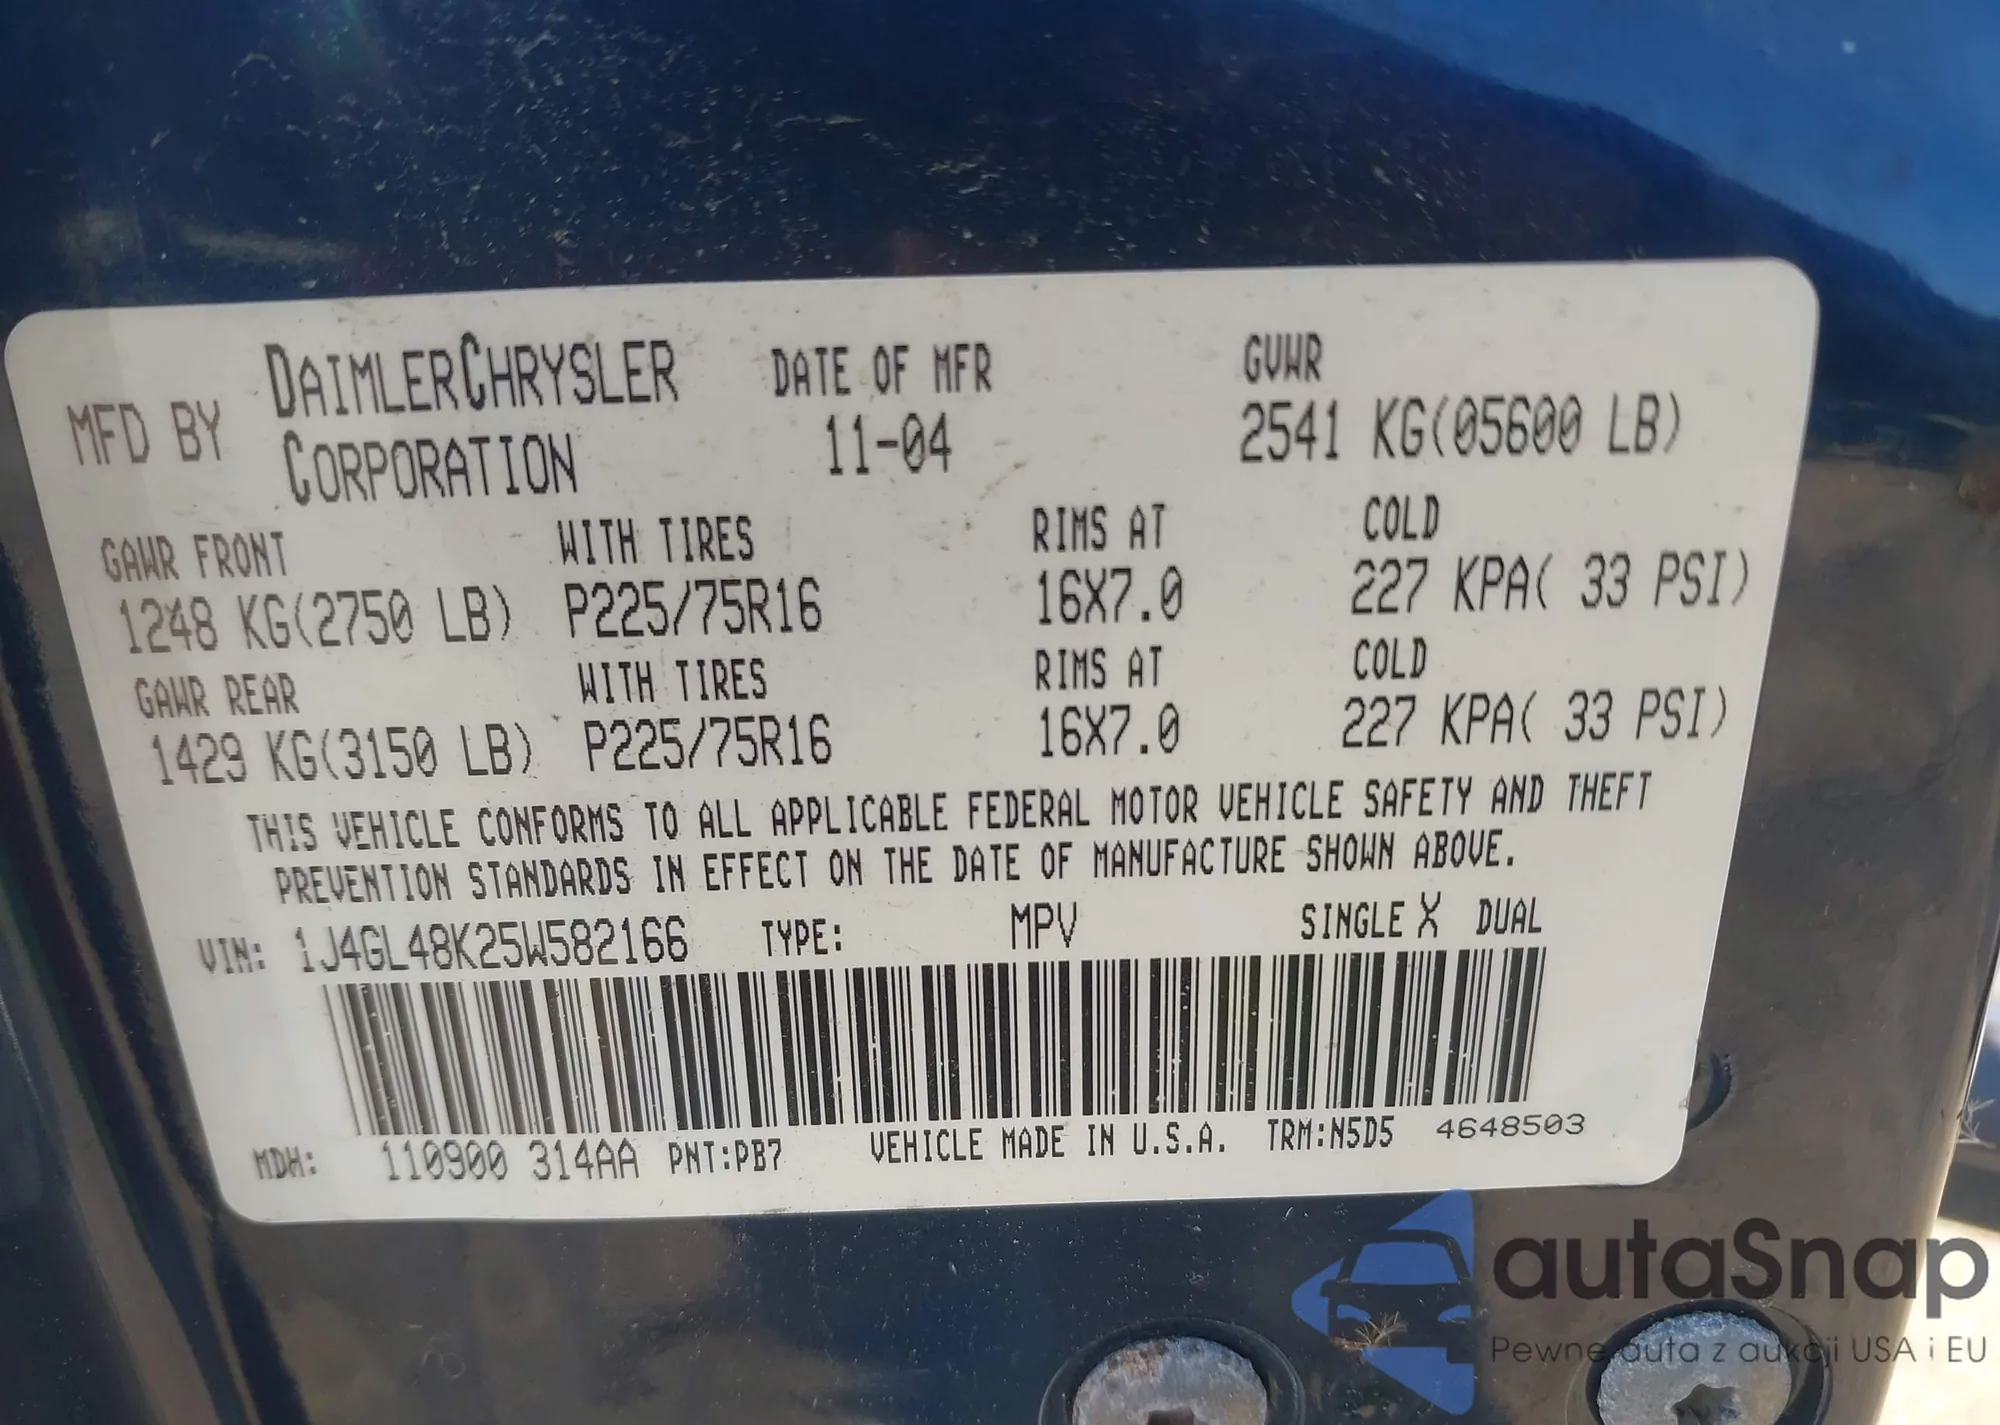 MFD BY DAIMLERCHRYSLER CORPORATION DATE OF MFR 11-04 GVWR 2541 KG(05600 LB)
GAWR FRONT WITH TIRES RIMS AT COLD
1248 KG(2750 LB) P225/75R16 16X7.0 227 KPA( 33 PSI)
GAWR REAR WITH TIRES RIMS AT COLD
1429 KG(3150 LB) P225/75R16 16X7.0 227 KPA( 33 PSI)
THIS VEHICLE CONFORMS TO ALL APPLICABLE FEDERAL MOTOR VEHICLE SAFETY AND THEFT
PREVENTION STANDARDS IN EFFECT ON THE DATE OF MANUFACTURE SHOWN ABOVE.
VIN: 1J4GL48K25W582166 TYPE: MPV SINGLE X DUAL
MDH: 110900 314AA PNT:PB7 VEHICLE MADE IN U.S.A. TRM:N5D5 4648503
autaSnap
Pewne auta z aukcji USA i EU